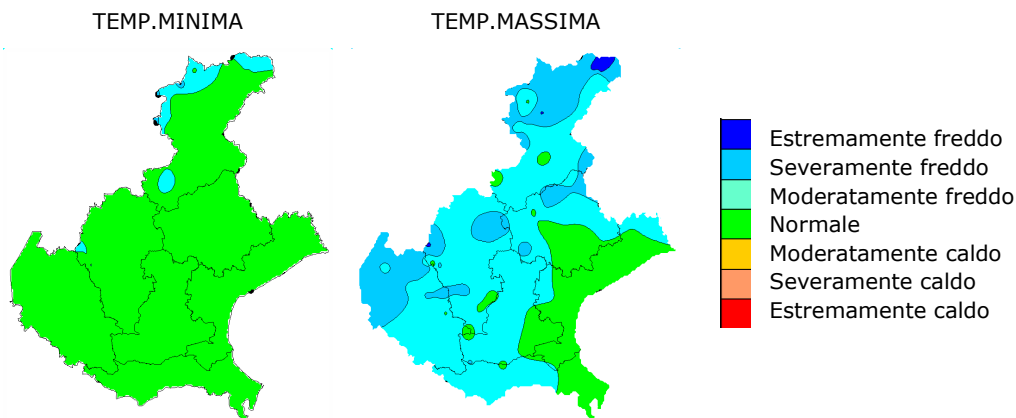 TEMP.MINIMA
TEMP.MASSIMA
Estremamente freddo
Severamente freddo
Moderatamente freddo
Normale
Moderatamente caldo
Severamente caldo
Estremamente caldo